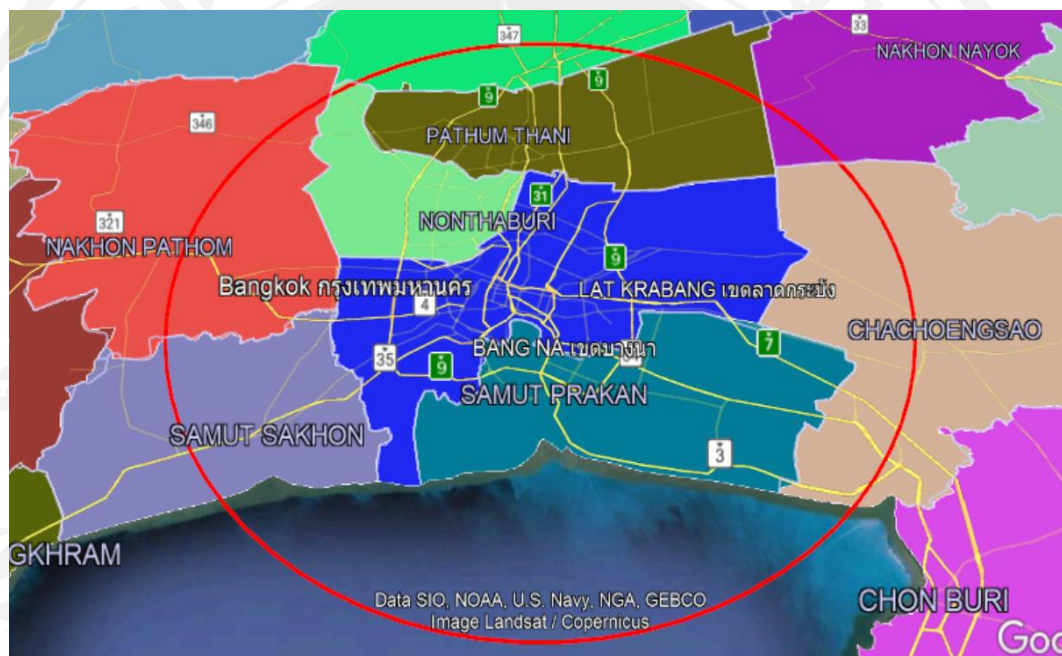 347
33
NAKHON NAYOK
9
9
346
PATHUM THANI
31
321
NONTHABURI
NAKHON PATHOM
9
Bangkok กรุงเทพมหานคร
LAT KRABANG เขตลาดกระบัง
4
CHACHOENGSAO
7
BANG NA เขตบางนา
35
9
SAMUT PRAKAN
SAMUT SAKHON
3
GKHRAM
Data SIO, NOAA, U.S. Navy, NGA, GEBCO
Image Landsat / Copernicus
CHON BURI
Goo